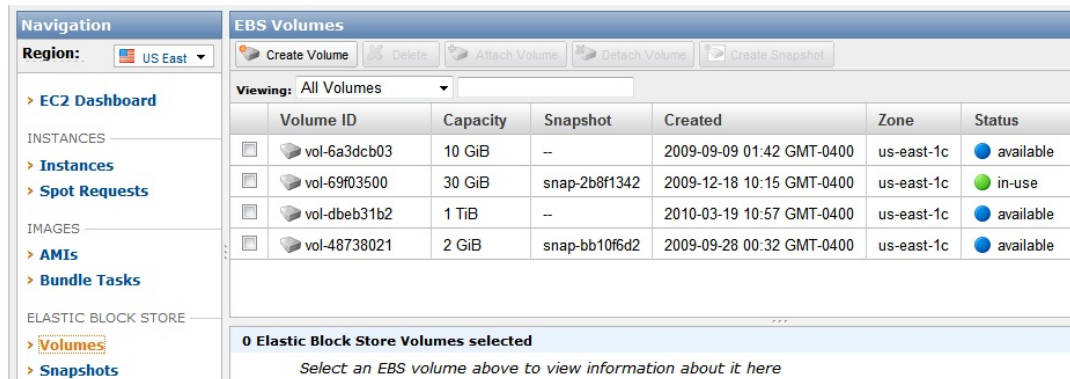 Navigation
Region: US East
> EC2 Dashboard
INSTANCES
> Instances
> Spot Requests
IMAGES
> AMIs
> Bundle Tasks
ELASTIC BLOCK STORE
> Volumes
> Snapshots
EBS Volumes
Create Volume Delete Attach Volume Detach Volume Create Snapshot
Viewing: All Volumes
Volume ID Capacity Snapshot Created Zone Status
vol-6a3dcb03 10 GiB -- 2009-09-09 01:42 GMT-0400 us-east-1c available
vol-69f03500 30 GiB snap-2b8f1342 2009-12-18 10:15 GMT-0400 us-east-1c in-use
vol-dbeb31b2 1 TiB -- 2010-03-19 10:57 GMT-0400 us-east-1c available
vol-48738021 2 GiB snap-bb10f6d2 2009-09-28 00:32 GMT-0400 us-east-1c available
0 Elastic Block Store Volumes selected
Select an EBS volume above to view information about it here